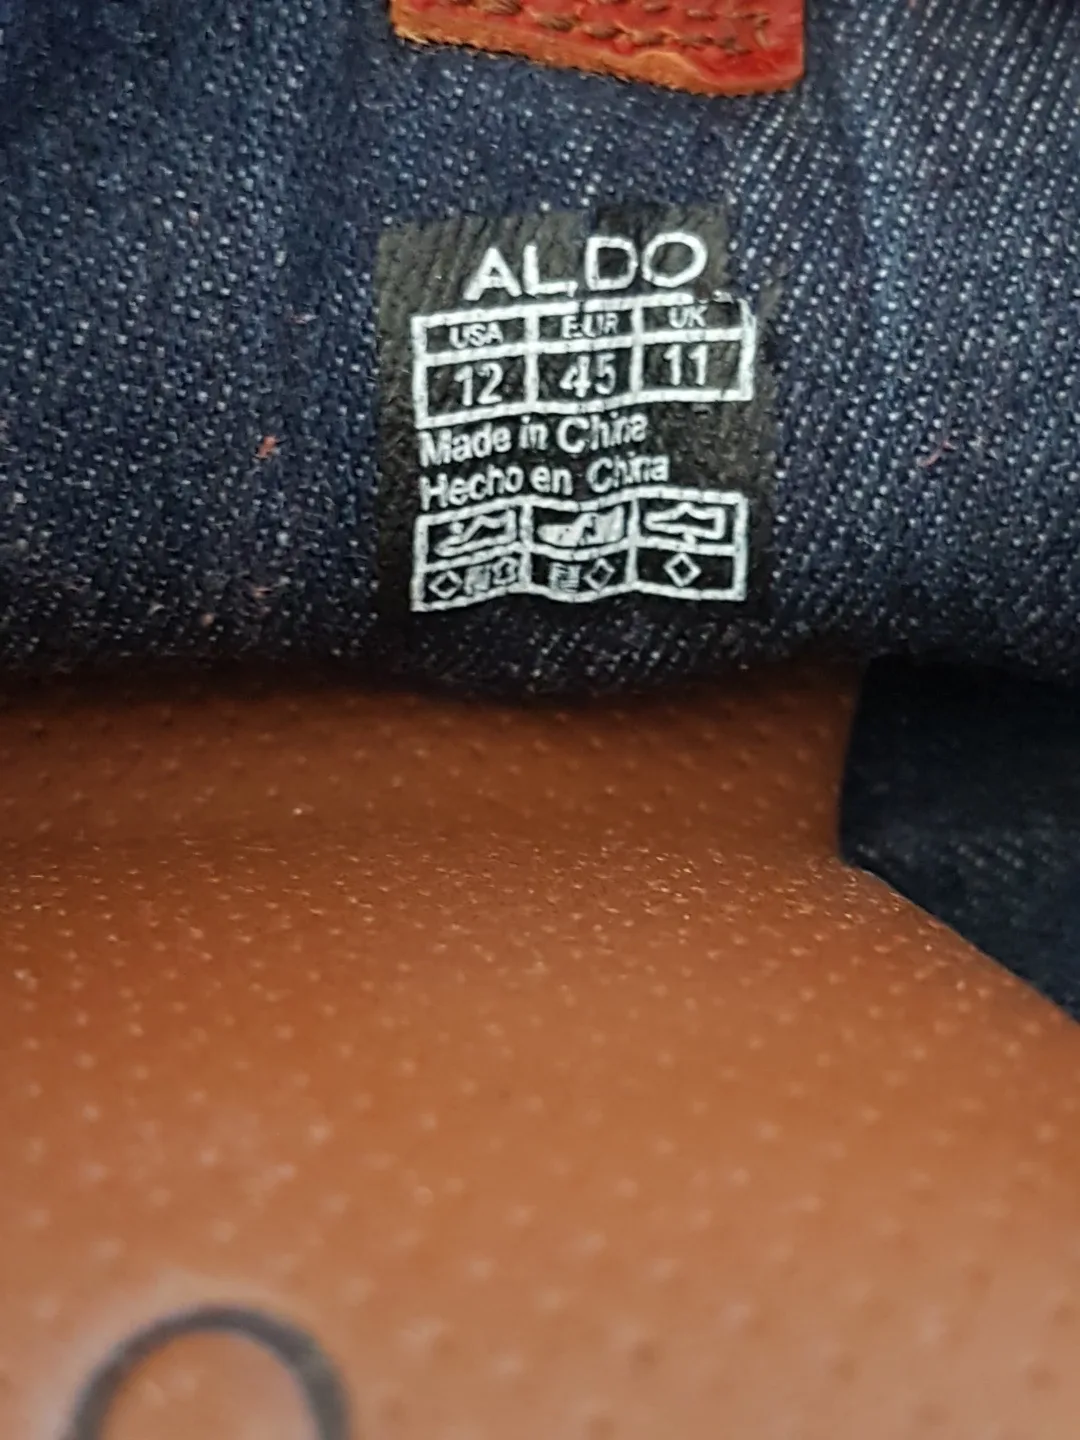 ALDO
USA EUR UK
12 45 11
Made in China
Hecho en China